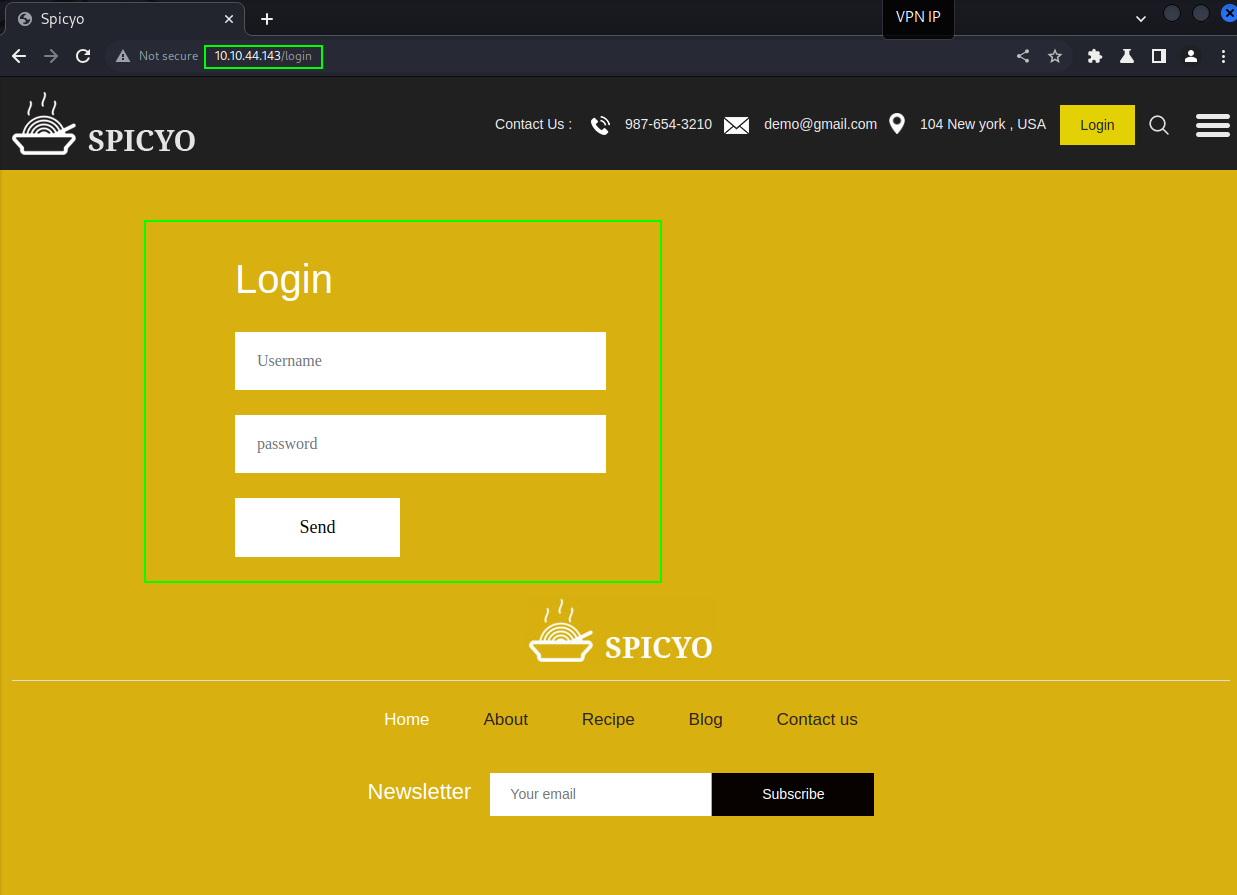 Spicyo
VPN IP
Not secure 10.10.44.143/login
SPICYO
Contact Us : 987-654-3210 demo@gmail.com 104 New york , USA Login
Login
Username
password
Send
SPICYO
Home About Recipe Blog Contact us
Newsletter Your email Subscribe